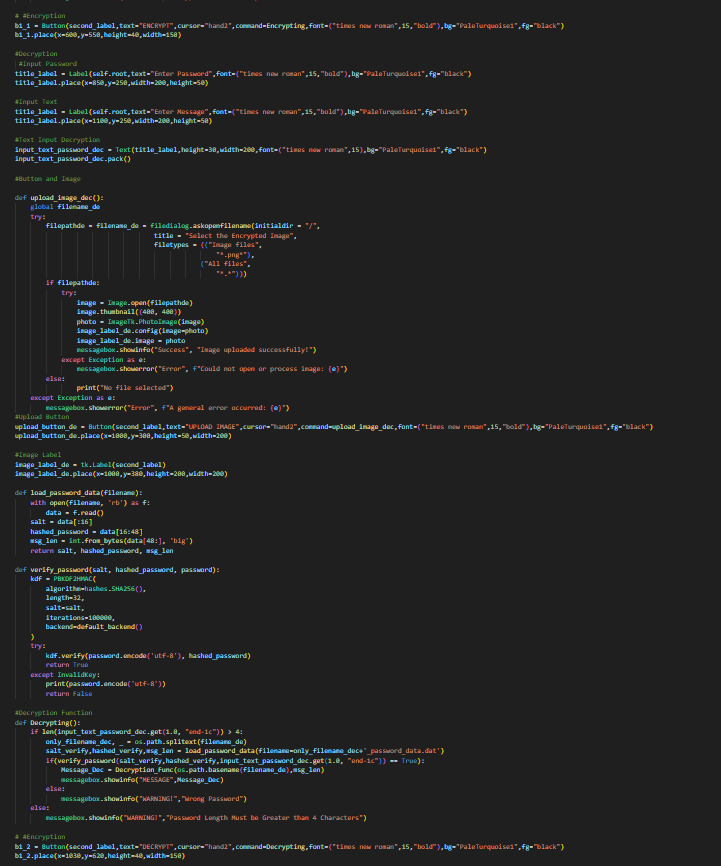 # #Encryption
b1_1 = Button(second_label,text="ENCRYPT",cursor="hand2",command=Encrypting,font=("times new roman",15,"bold"),bg="PaleTurquoise1",fg="black")
b1_1.place(x=600,y=550,height=40,width=150)
#Decryption
#Input Password
title_label = Label(self.root,text="Enter Password",font=("times new roman",15,"bold"),bg="PaleTurquoise1",fg="black")
title_label.place(x=850,y=250,width=200,height=50)
#Input Text
title_label = Label(self.root,text="Enter Message",font=("times new roman",15,"bold"),bg="PaleTurquoise1",fg="black")
title_label.place(x=1100,y=250,width=200,height=50)
#Text Input Decryption
input_text_password_dec = Text(title_label,height=30,width=200,font=("times new roman",15),bg="PaleTurquoise1",fg="black")
input_text_password_dec.pack()
#Button and Image
def upload_image_dec():
global filename_de
try:
filepathde = filename_de = filedialog.askopenfilename(initialdir = "/",
title = "Select the Encrypted Image",
filetypes = (("Image files",
"*.png*"),
("All files",
"*.*")))
if filepathde:
try:
image = Image.open(filepathde)
image.thumbnail((400, 400))
photo = ImageTk.PhotoImage(image)
image_label_de.config(image=photo)
image_label_de.image = photo
messagebox.showinfo("Success", "Image uploaded successfully!")
except Exception as e:
messagebox.showerror("Error", f"Could not open or process image: {e}")
else:
print("No file selected")
except Exception as e:
messagebox.showerror("Error", f"A general error occurred: {e}")
#Upload Button
upload_button_de = Button(second_label,text="UPLOAD IMAGE",cursor="hand2",command=upload_image_dec,font=("times new roman",15,"bold"),bg="PaleTurquoise1",fg="black")
upload_button_de.place(x=1000,y=300,height=50,width=200)
#Image Label
image_label_de = tk.Label(second_label)
image_label_de.place(x=1000,y=380,height=200,width=200)
def load_password_data(filename):
with open(filename, 'rb') as f:
data = f.read()
salt = data[:16]
hashed_password = data[16:48]
msg_len = int.from_bytes(data[48:], 'big')
return salt, hashed_password, msg_len
def verify_password(salt, hashed_password, password):
kdf = PBKDF2HMAC(
algorithm=hashes.SHA256(),
length=32,
salt=salt,
iterations=100000,
backend=default_backend()
)
try:
kdf.verify(password.encode('utf-8'), hashed_password)
return True
except InvalidKey:
print(password.encode('utf-8'))
return False
#Decryption Function
def Decrypting():
if len(input_text_password_dec.get(1.0, "end-1c")) > 4:
only_filename_dec, _ = os.path.splitext(filename_de)
salt_verify,hashed_verify,msg_len = load_password_data(filename=only_filename_dec+'_password_data.dat')
if(verify_password(salt_verify,hashed_verify,input_text_password_dec.get(1.0, "end-1c")) == True):
Message_Dec = Decryption_Func(os.path.basename(filename_de),msg_len)
messagebox.showinfo("MESSAGE",Message_Dec)
else:
messagebox.showinfo("WARNING!","Wrong Password")
else:
messagebox.showinfo("WARNING!","Password Length Must be Greater than 4 Characters")
# #Encryption
b1_2 = Button(second_label,text="DECRYPT",cursor="hand2",command=Decrypting,font=("times new roman",15,"bold"),bg="PaleTurquoise1",fg="black")
b1_2.place(x=1030,y=620,height=40,width=150)